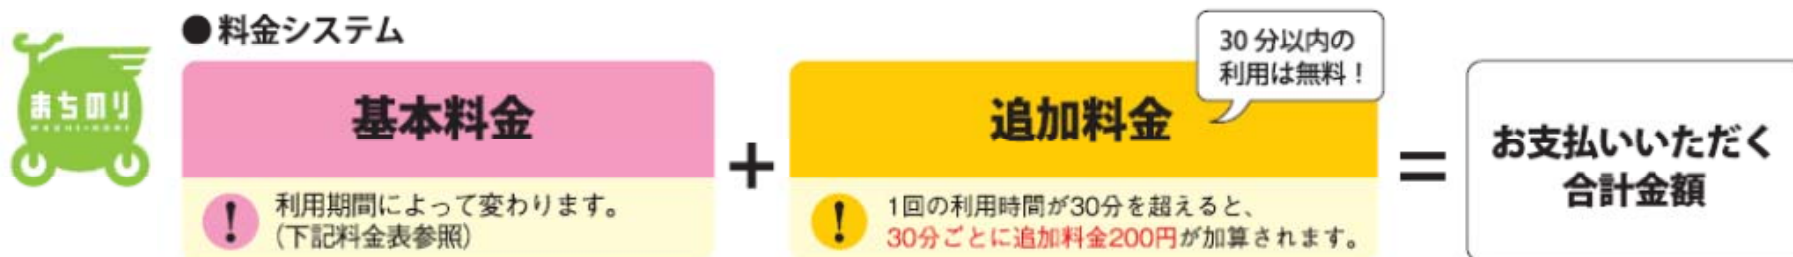 ●料金システム
まちのり
MACHI-NORI
基本料金
! 利用期間によって変わります。
(下記料金表参照)
+
追加料金
30分以内の
利用は無料！
! 1回の利用時間が30分を超えると、
30分ごとに追加料金200円が加算されます。
=
お支払いいただく
合計金額